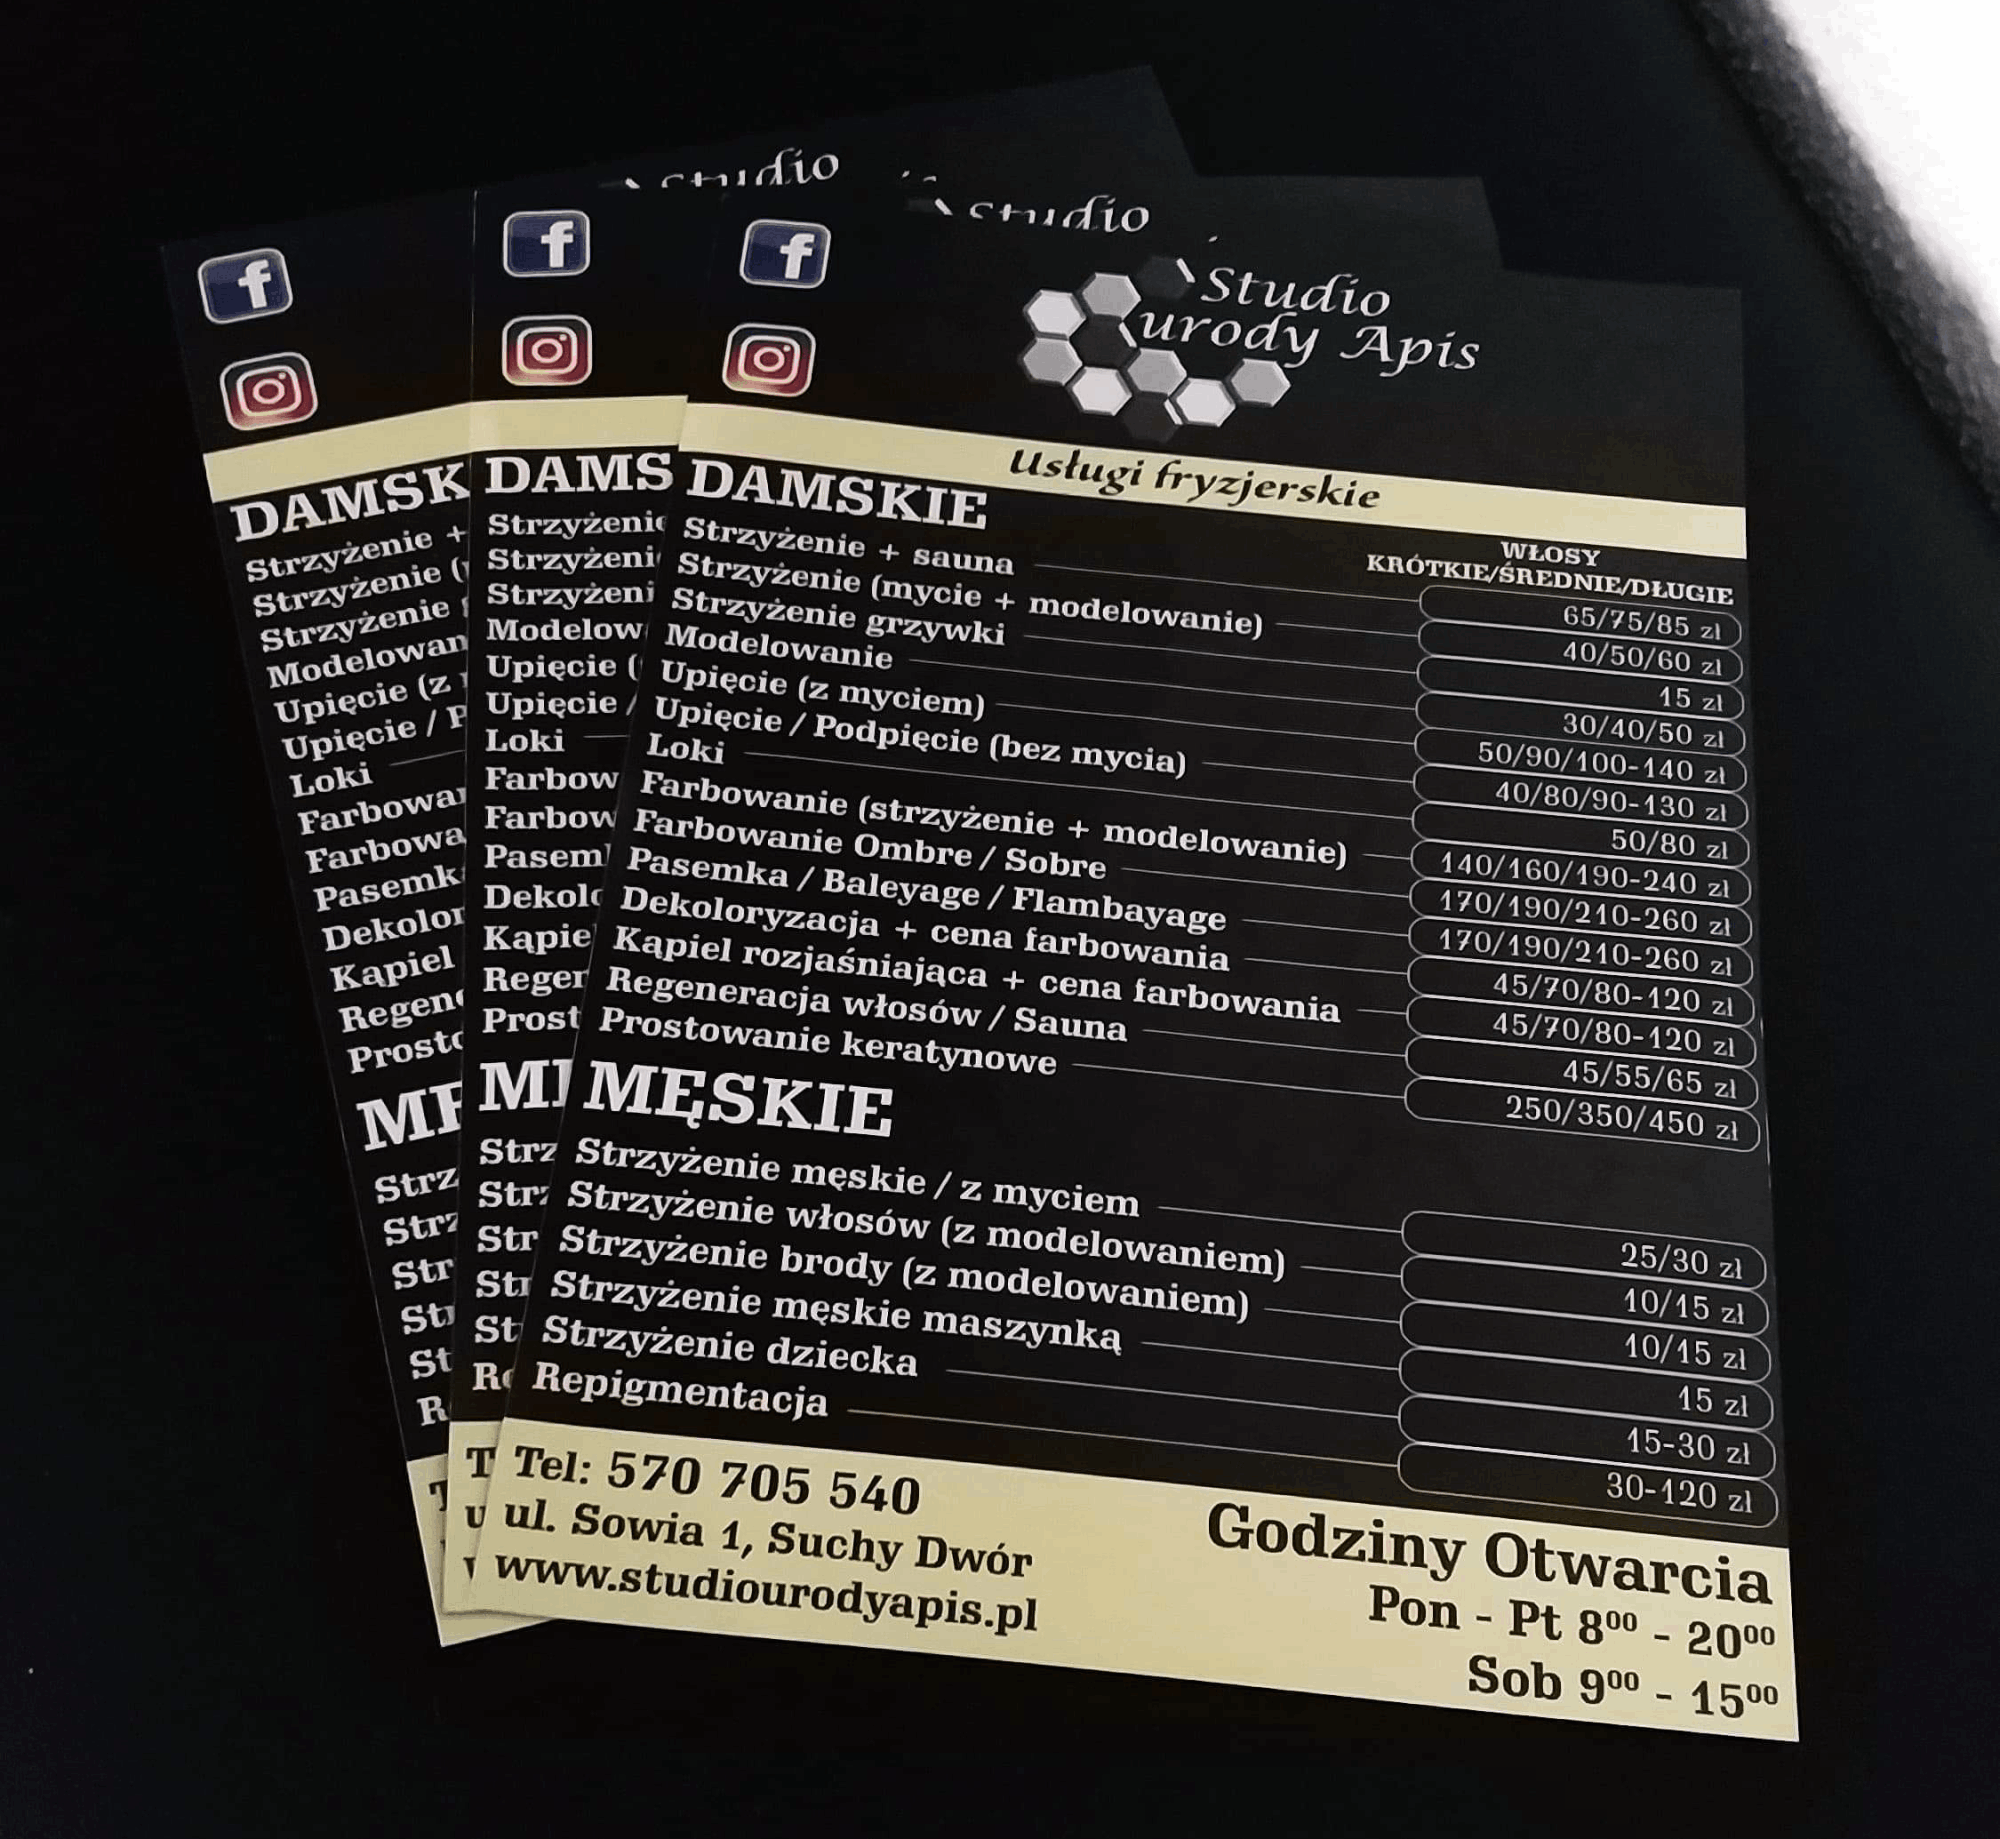 Studio
urody Apis
Usługi fryzjerskie
DAMSKIE
WŁOSY
KRÓTKIE/ŚREDNIE/DŁUGIE
Strzyżenie + sauna 65/75/85 zł
Strzyżenie (mycie + modelowanie) 40/50/60 zł
Strzyżenie grzywki 15 zł
Modelowanie 30/40/50 zł
Upięcie (z myciem) 50/90/100-140 zł
Upięcie / Podpięcie (bez mycia) 40/80/90-130 zł
Loki 50/80 zł
Farbowanie (strzyżenie + modelowanie) 140/160/190-240 zł
Farbowanie Ombre / Sobre 170/190/210-260 zł
Pasemka / Baleyage / Flambayage 170/190/210-260 zł
Dekoloryzacja + cena farbowania 45/70/80-120 zł
Kąpiel rozjaśniająca + cena farbowania 45/70/80-120 zł
Regeneracja włosów / Sauna 45/55/65 zł
Prostowanie keratynowe 250/350/450 zł
MĘSKIE
Strzyżenie męskie / z myciem 25/30 zł
Strzyżenie włosów (z modelowaniem) 10/15 zł
Strzyżenie brody (z modelowaniem) 10/15 zł
Strzyżenie męskie maszynką 15 zł
Strzyżenie dziecka 15-30 zł
Repigmentacja 30-120 zł
Tel: 570 705 540
ul. Sowia 1, Suchy Dwór
www.studiourodyapis.pl
Godziny Otwarcia
Pon - Pt 8⁰⁰ - 20⁰⁰
Sob 9⁰⁰ - 15⁰⁰